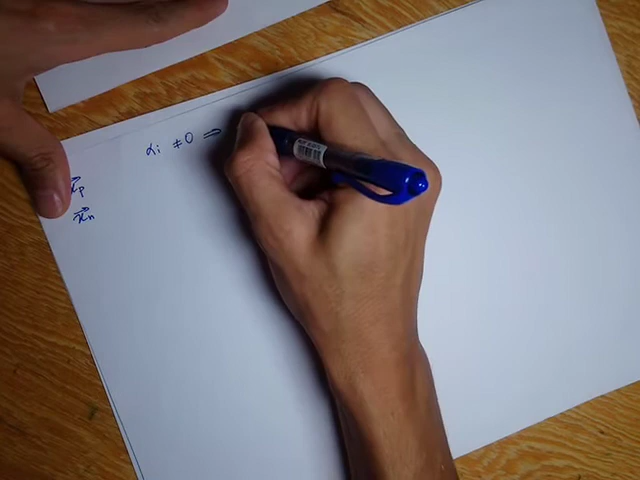 αi ≠ 0 ⇒
x⃗p
x⃗n